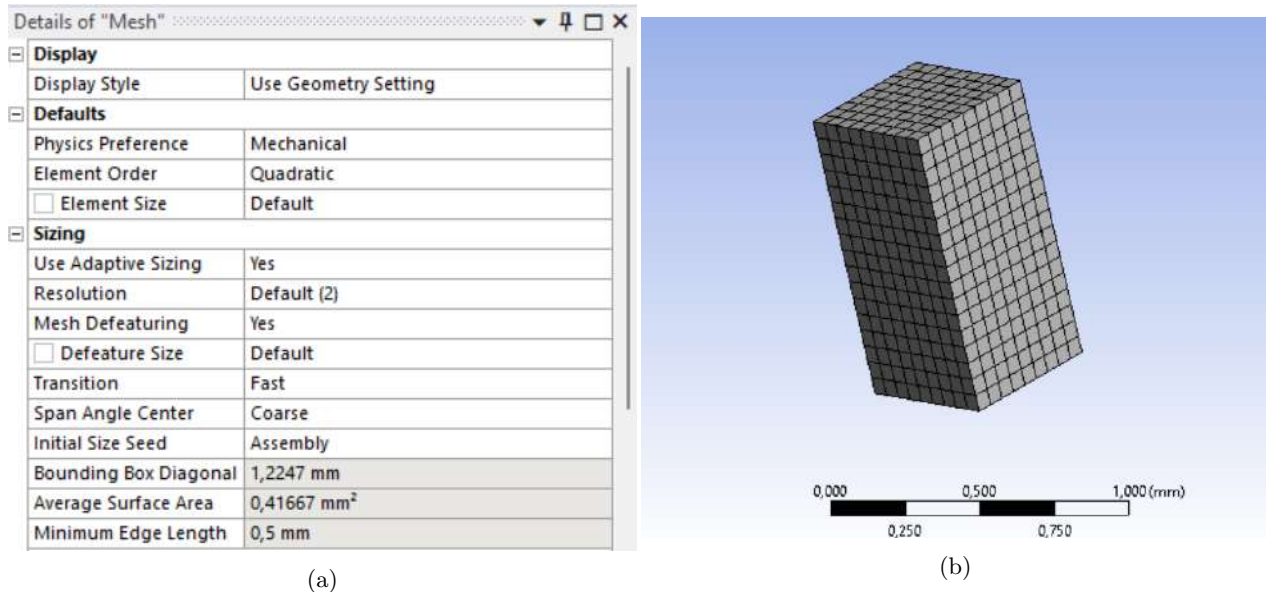 Details of "Mesh"
Display
Display Style Use Geometry Setting
Defaults
Physics Preference Mechanical
Element Order Quadratic
Element Size Default
Sizing
Use Adaptive Sizing Yes
Resolution Default (2)
Mesh Defeaturing Yes
Defeature Size Default
Transition Fast
Span Angle Center Coarse
Initial Size Seed Assembly
Bounding Box Diagonal 1,2247 mm
Average Surface Area 0,41667 mm²
Minimum Edge Length 0,5 mm
(a)
0,000 0,500 1,000 (mm)
0,250 0,750
(b)